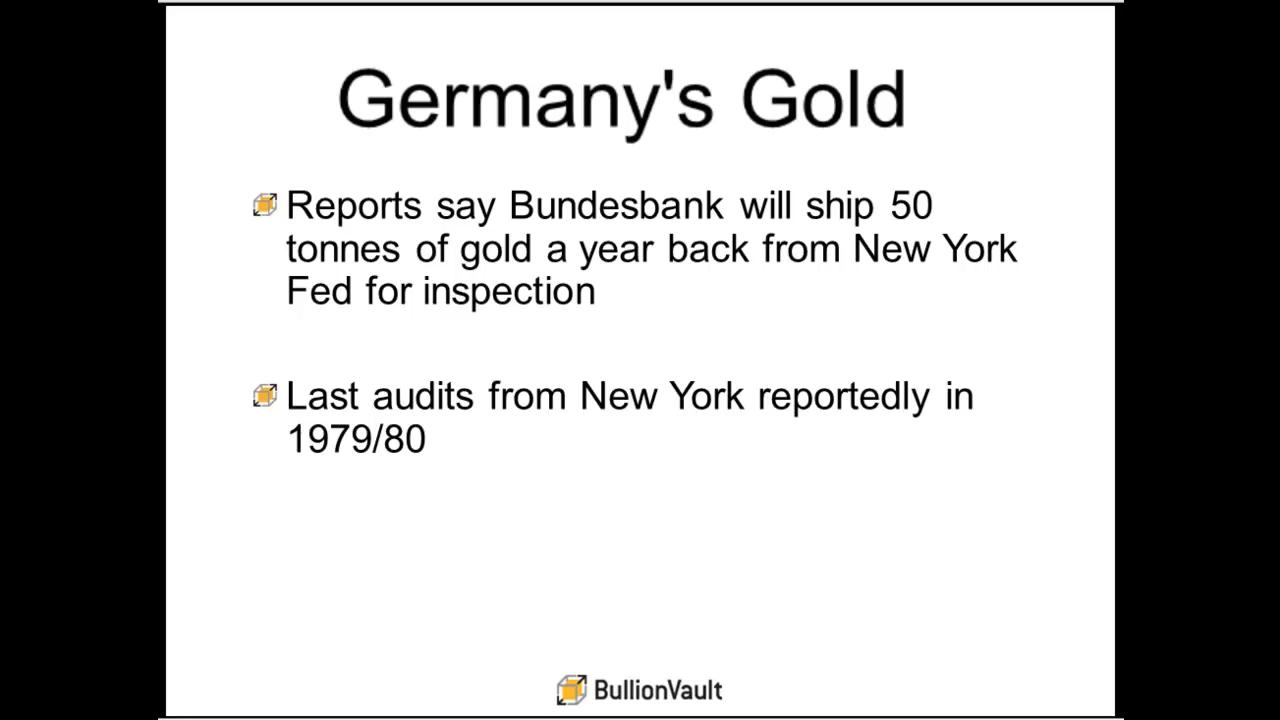 Germany's Gold
Reports say Bundesbank will ship 50
tonnes of gold a year back from New York
Fed for inspection
Last audits from New York reportedly in
1979/80
BullionVault